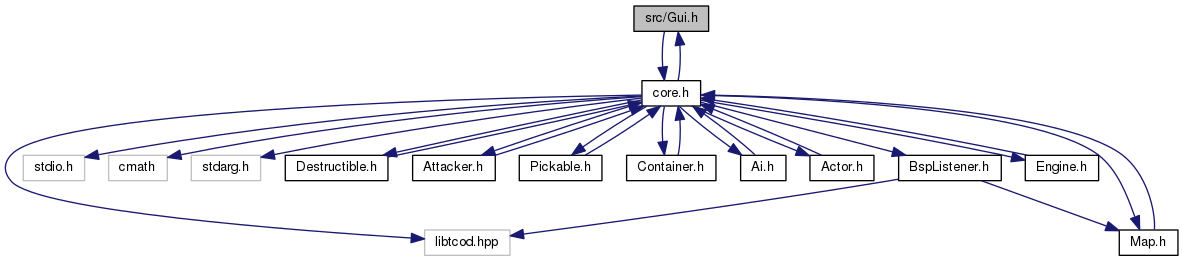 src/Gui.h
core.h
stdio.h
cmath
stdarg.h
Destructible.h
Attacker.h
Pickable.h
Container.h
Ai.h
Actor.h
BspListener.h
Engine.h
libtcod.hpp
Map.h